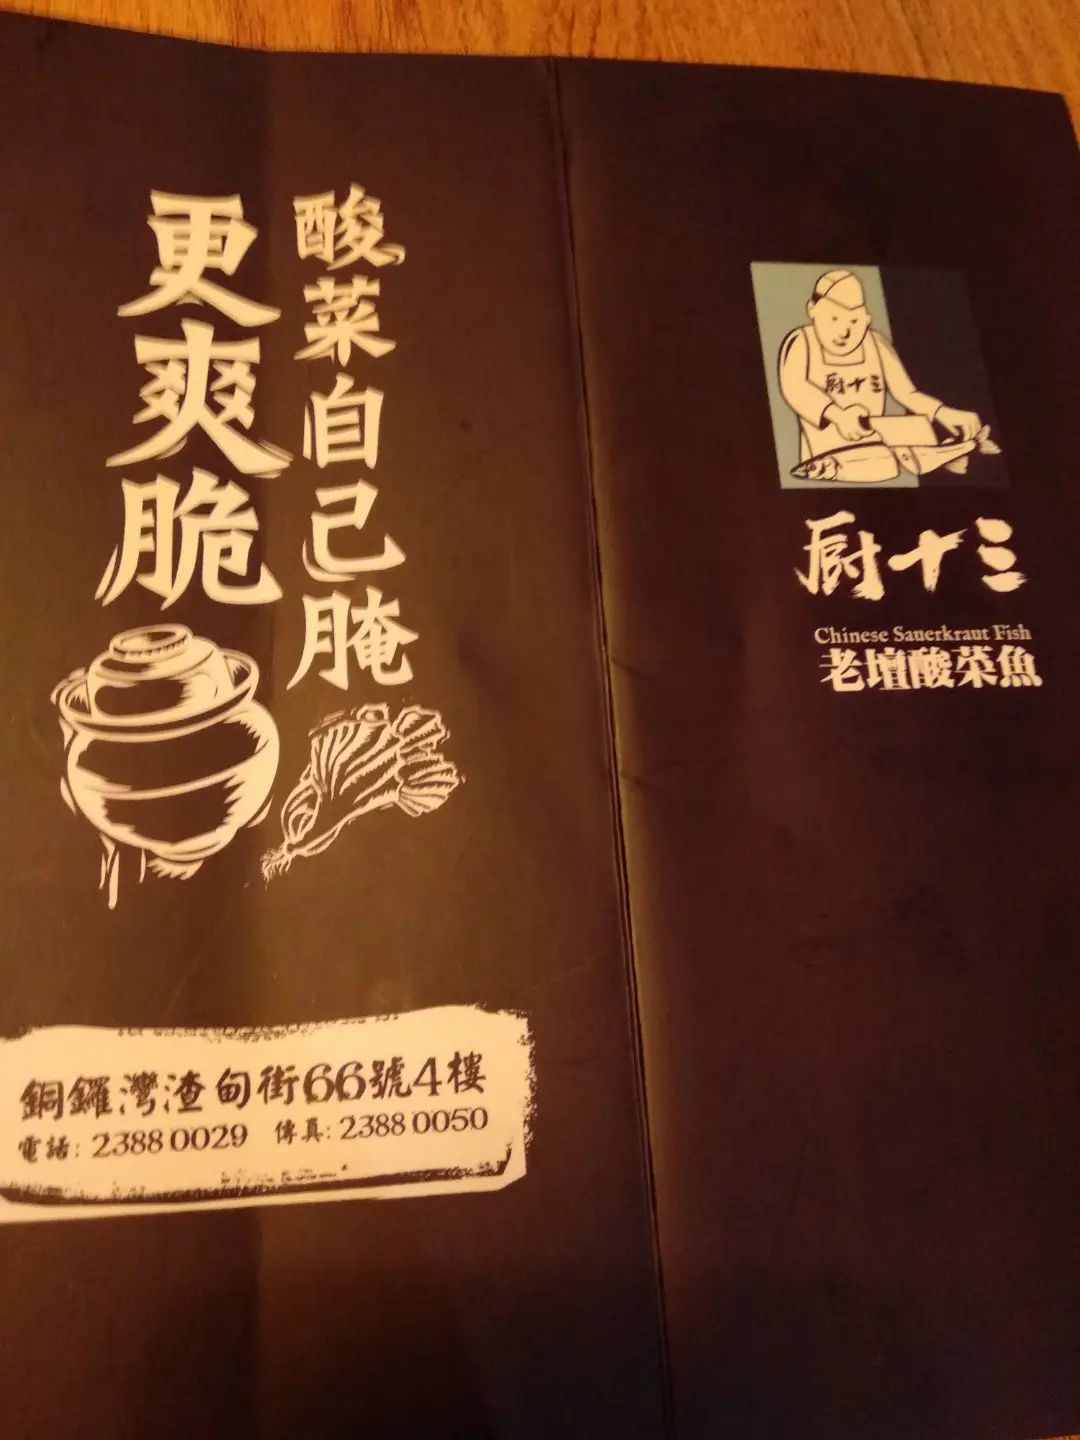 酸菜自己腌
更爽脆
銅鑼灣渣甸街66號4樓
電話: 2388 0029 傳真: 2388 0050
厨十三
厨十三
Chinese Sauerkraut Fish
老壇酸菜魚